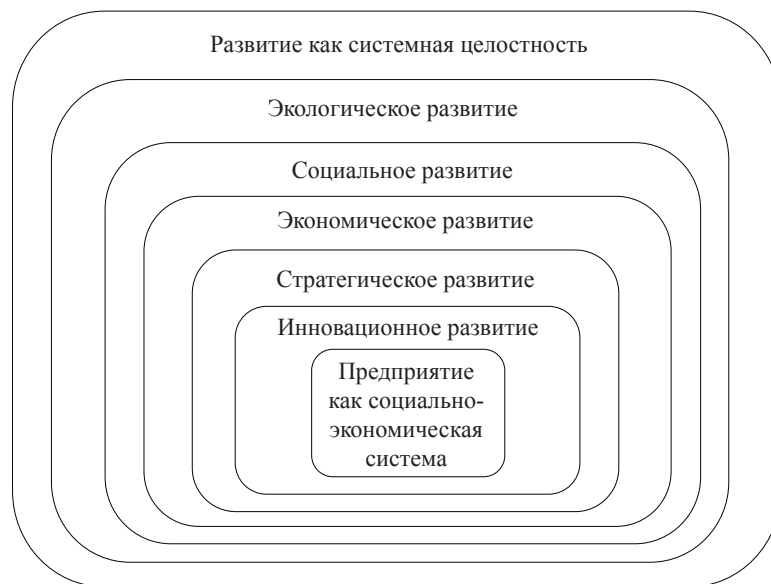 Развитие как системная целостность
Экологическое развитие
Социальное развитие
Экономическое развитие
Стратегическое развитие
Инновационное развитие
Предприятие
как социально-
экономическая
система